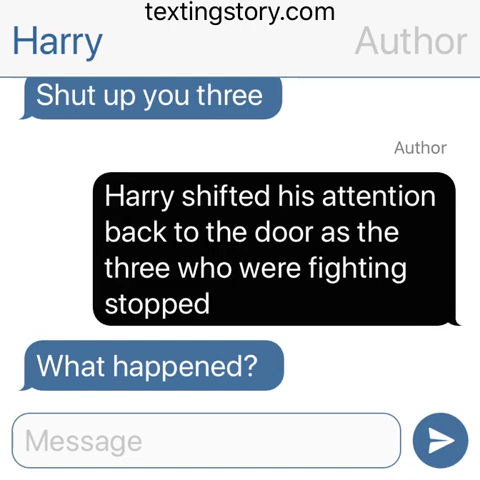 textingstory.com
Harry
Author
Shut up you three
Author
Harry shifted his attention
back to the door as the
three who were fighting
stopped
What happened?
Message